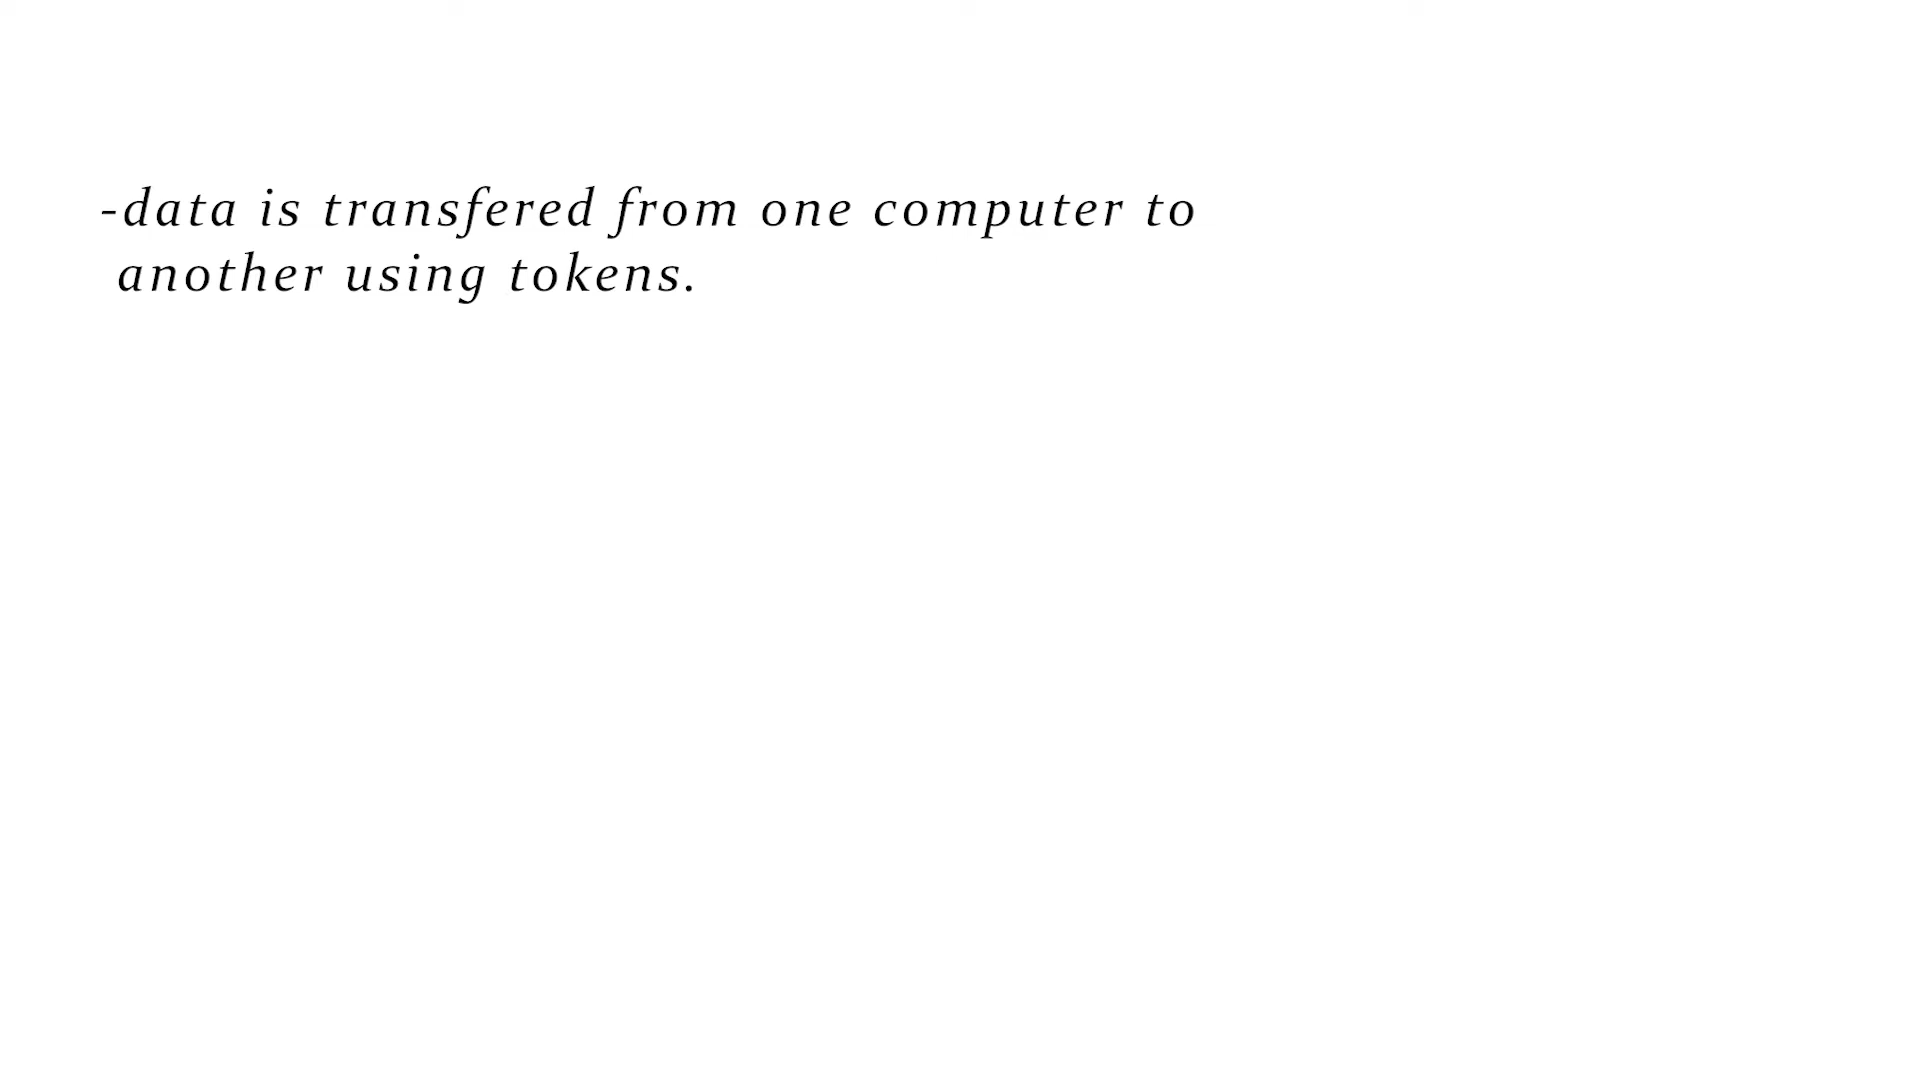 -data is transfered from one computer to
another using tokens.